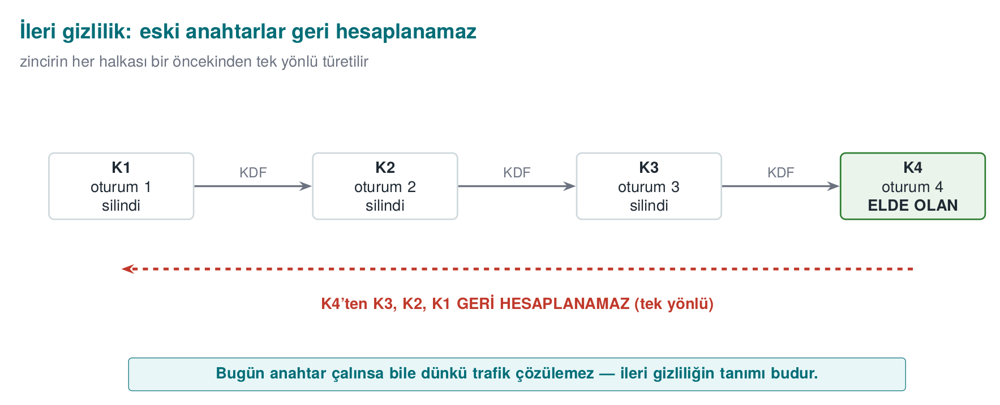 İleri gizlilik: eski anahtarlar geri hesaplanamaz
zincirin her halkası bir öncekinden tek yönlü türetilir
K1
oturum 1
silindi
KDF
K2
oturum 2
silindi
KDF
K3
oturum 3
silindi
KDF
K4
oturum 4
ELDE OLAN
K4’ten K3, K2, K1 GERİ HESAPLANAMAZ (tek yönlü)
Bugün anahtar çalınsa bile dünkü trafik çözülemez — ileri gizliliğin tanımı budur.